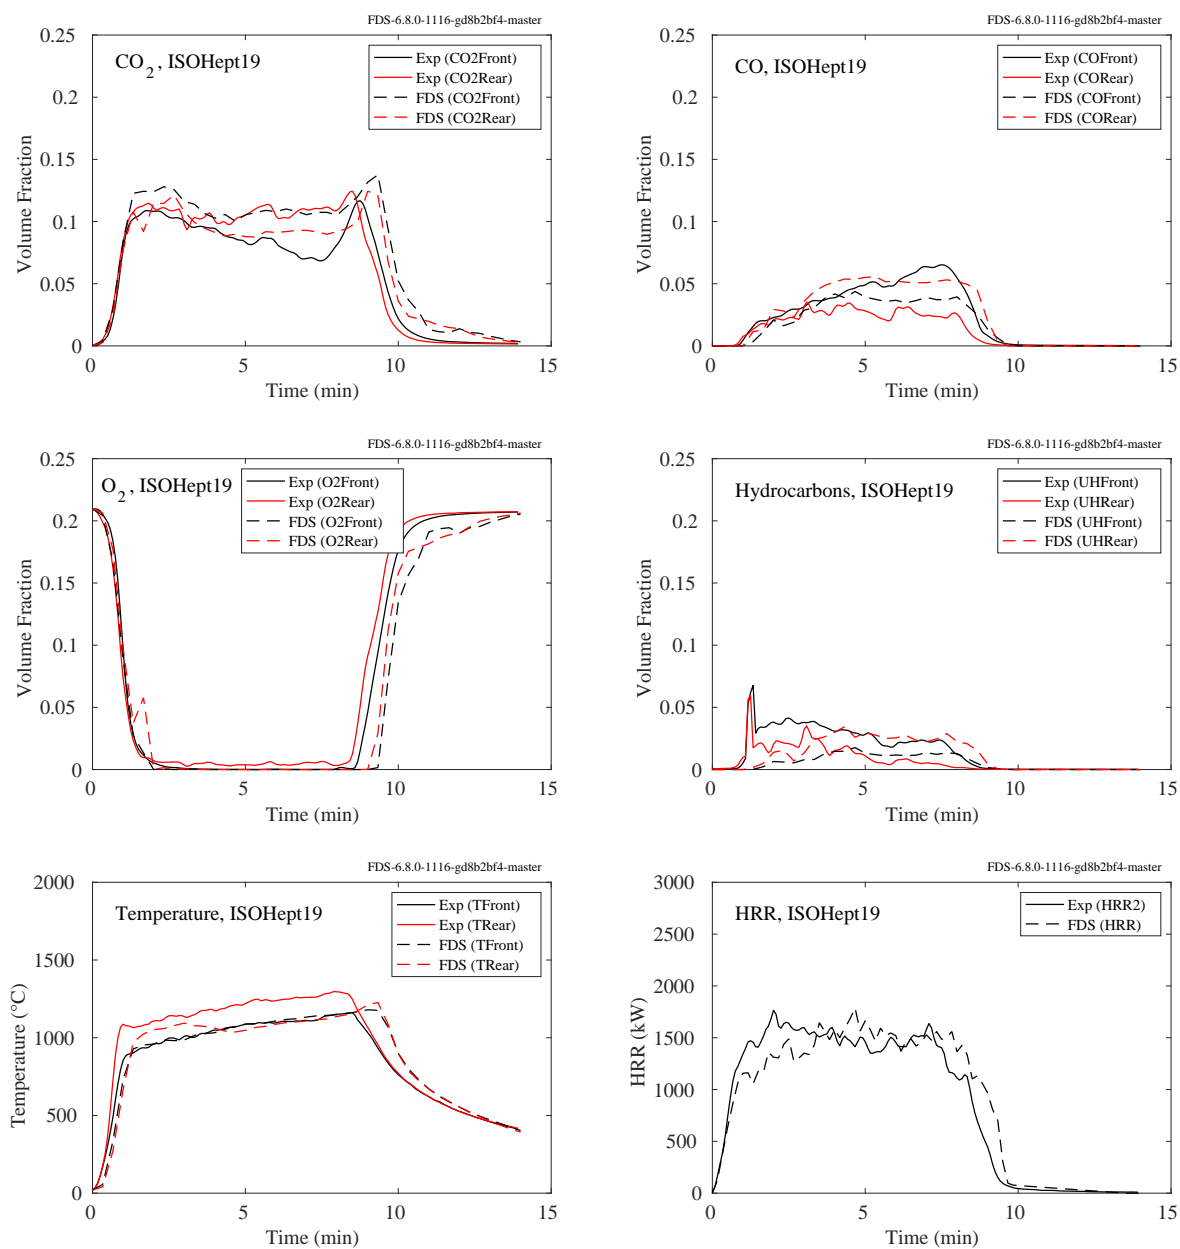 FDS-6.8.0-1116-gd8b2bf4-master
CO2, ISOHept19
Exp (CO2Front)
Exp (CO2Rear)
FDS (CO2Front)
FDS (CO2Rear)
0.25
0.2
0.15
0.1
0.05
0
Volume Fraction
0 5 10 15
Time (min)
FDS-6.8.0-1116-gd8b2bf4-master
CO, ISOHept19
Exp (COFront)
Exp (CORear)
FDS (COFront)
FDS (CORear)
0.25
0.2
0.15
0.1
0.05
0
Volume Fraction
0 5 10 15
Time (min)
FDS-6.8.0-1116-gd8b2bf4-master
O2, ISOHept19
Exp (O2Front)
Exp (O2Rear)
FDS (O2Front)
FDS (O2Rear)
0.25
0.2
0.15
0.1
0.05
0
Volume Fraction
0 5 10 15
Time (min)
FDS-6.8.0-1116-gd8b2bf4-master
Hydrocarbons, ISOHept19
Exp (UHFront)
Exp (UHRear)
FDS (UHFront)
FDS (UHRear)
0.25
0.2
0.15
0.1
0.05
0
Volume Fraction
0 5 10 15
Time (min)
FDS-6.8.0-1116-gd8b2bf4-master
Temperature, ISOHept19
Exp (TFront)
Exp (TRear)
FDS (TFront)
FDS (TRear)
2000
1500
1000
500
0
Temperature (°C)
0 5 10 15
Time (min)
FDS-6.8.0-1116-gd8b2bf4-master
HRR, ISOHept19
Exp (HRR2)
FDS (HRR)
3000
2500
2000
1500
1000
500
0
HRR (kW)
0 5 10 15
Time (min)